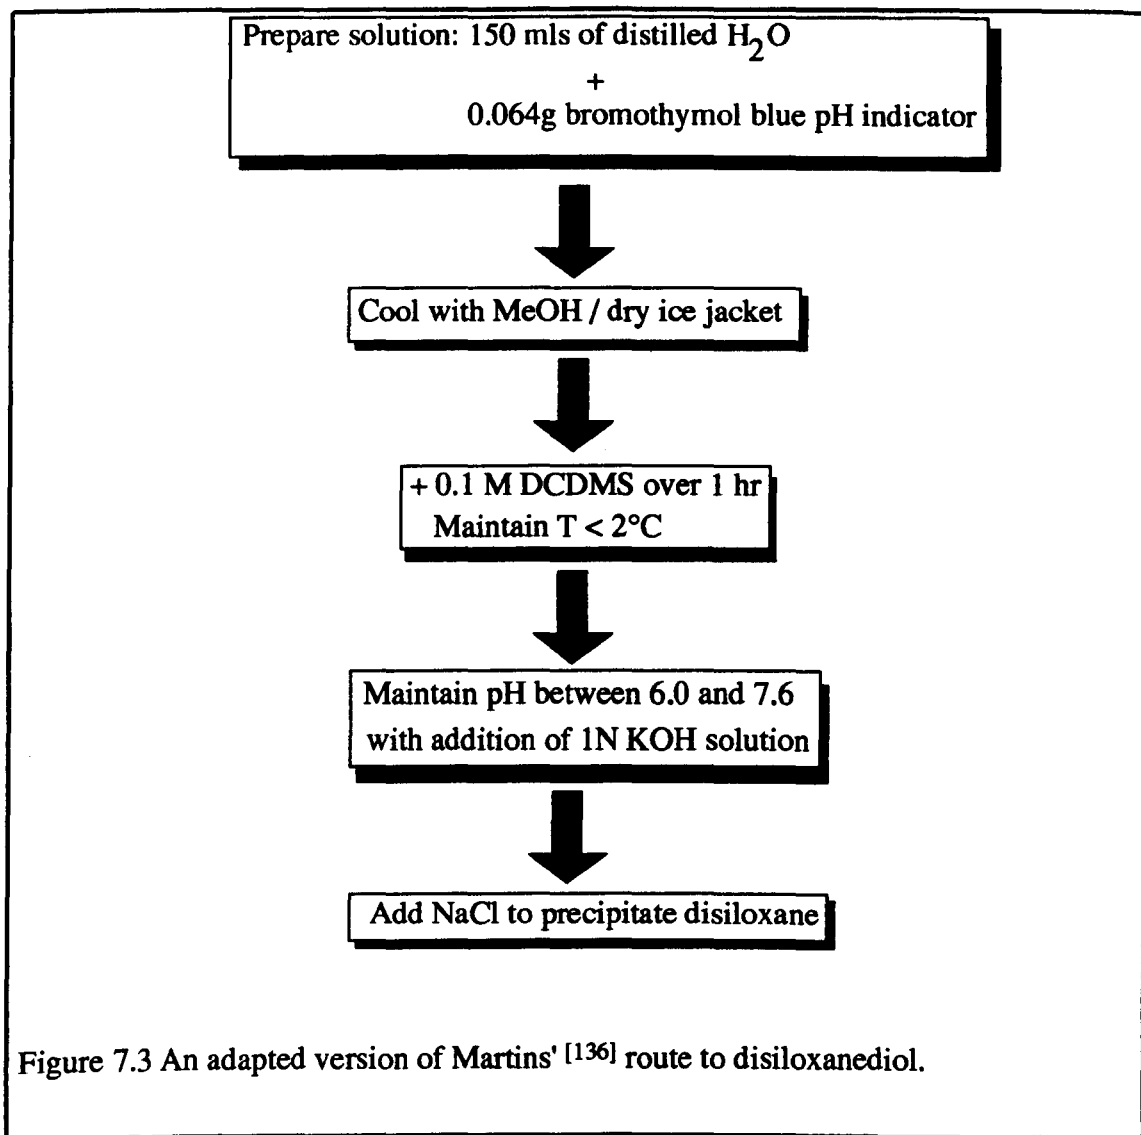 Prepare solution: 150 mls of distilled H2O
+
0.064g bromothymol blue pH indicator
Cool with MeOH / dry ice jacket
+ 0.1 M DCDMS over 1 hr
Maintain T < 2°C
Maintain pH between 6.0 and 7.6
with addition of 1N KOH solution
Add NaCl to precipitate disiloxane
Figure 7.3 An adapted version of Martins' [136] route to disiloxanediol.